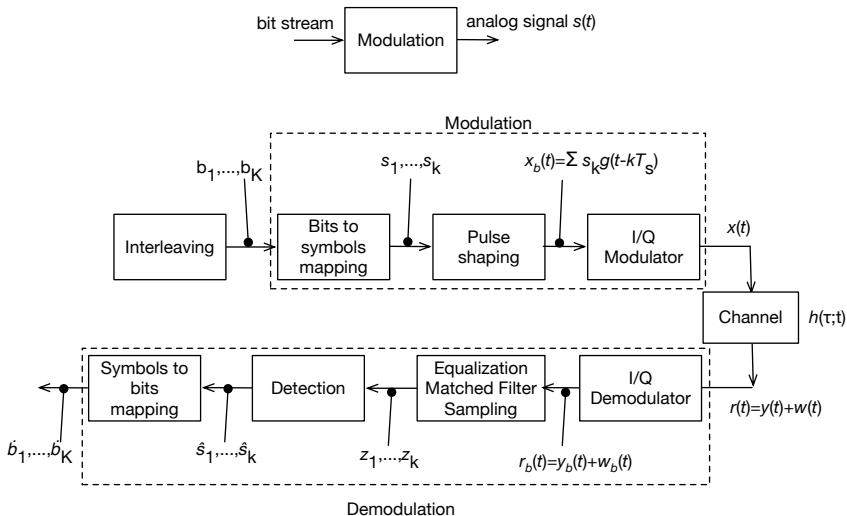 bit stream
Modulation
analog signal s(t)
Modulation
b1,...,bK
s1,...,sk
xb(t)=Σ skg(t-kTs)
Interleaving
Bits to
symbols
mapping
Pulse
shaping
I/Q
Modulator
x(t)
Channel
h(τ;t)
Symbols to
bits
mapping
Detection
Equalization
Matched Filter
Sampling
I/Q
Demodulator
r(t)=y(t)+w(t)
ḃ1,...,ḃK
ŝ1,...,ŝk
z1,...,zk
rb(t)=yb(t)+wb(t)
Demodulation